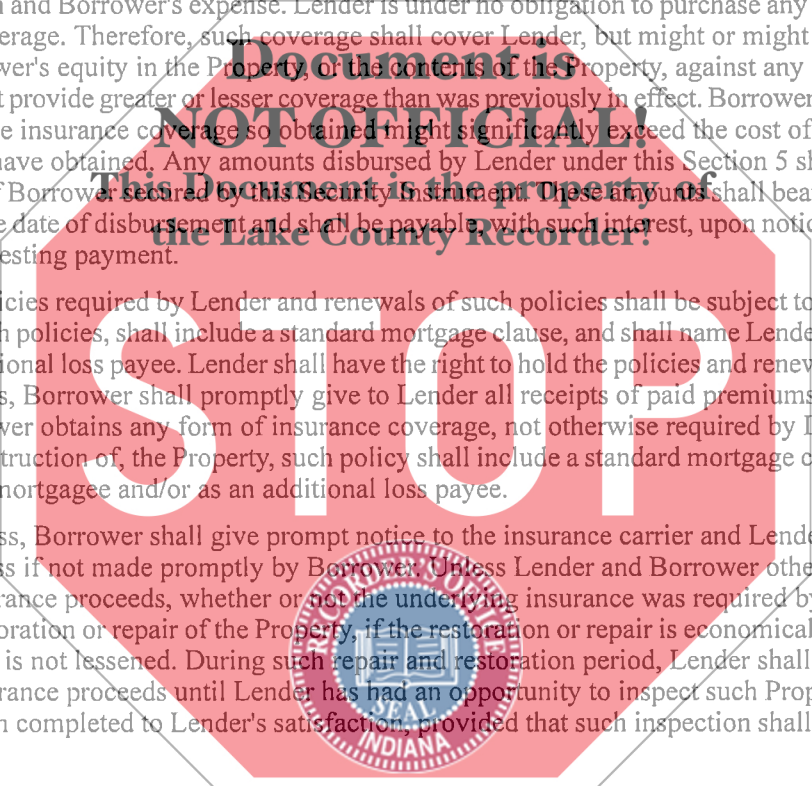 n and Borrower's expense. Lender is under no obligation to purchase any
erage. Therefore, such coverage shall cover Lender, but might or might
Document is
wer's equity in the Property, or the contents of the Property, against any
t provide greater or lesser coverage than was previously in effect. Borrower
NOT OFFICIAL!
e insurance coverage so obtained might significantly exceed the cost of
have obtained. Any amounts disbursed by Lender under this Section 5 sh
This Document is the property of
f Borrower secured by this Security Instrument. These amounts shall bear
e date of disbursement and shall be payable, with such interest, upon notic
the Lake County Recorder!
esting payment.
icies required by Lender and renewals of such policies shall be subject to
h policies, shall include a standard mortgage clause, and shall name Lende
ional loss payee. Lender shall have the right to hold the policies and renew
s, Borrower shall promptly give to Lender all receipts of paid premiums
wer obtains any form of insurance coverage, not otherwise required by L
STOP
truction of, the Property, such policy shall include a standard mortgage c
mortgagee and/or as an additional loss payee.
ss, Borrower shall give prompt notice to the insurance carrier and Lende
ss if not made promptly by Borrower. Unless Lender and Borrower othe
rance proceeds, whether or not the underlying insurance was required by
oration or repair of the Property, if the restoration or repair is economical
is not lessened. During such repair and restoration period, Lender shall
rance proceeds until Lender has had an opportunity to inspect such Prop
n completed to Lender's satisfaction, provided that such inspection shall
RECORDER'S OFFICE
SEAL
INDIANA